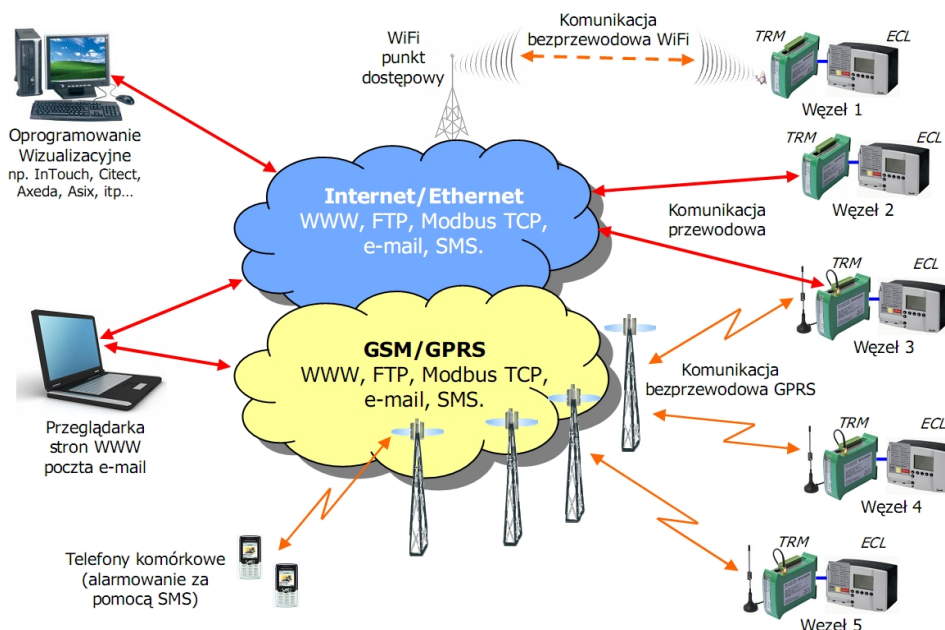 Komunikacja
bezprzewodowa WiFi
WiFi
punkt
dostępowy
TRM
ECL
Węzeł 1
Oprogramowanie
Wizualizacyjne
np. InTouch, Citect,
Axeda, Asix, itp...
TRM
ECL
Węzeł 2
Internet/Ethernet
WWW, FTP, Modbus TCP,
e-mail, SMS.
Komunikacja
przewodowa
TRM
ECL
Węzeł 3
GSM/GPRS
WWW, FTP, Modbus TCP,
e-mail, SMS.
Komunikacja
bezprzewodowa GPRS
Przeglądarka
stron WWW
poczta e-mail
TRM
ECL
Węzeł 4
Telefony komórkowe
(alarmowanie za
pomocą SMS)
TRM
ECL
Węzeł 5